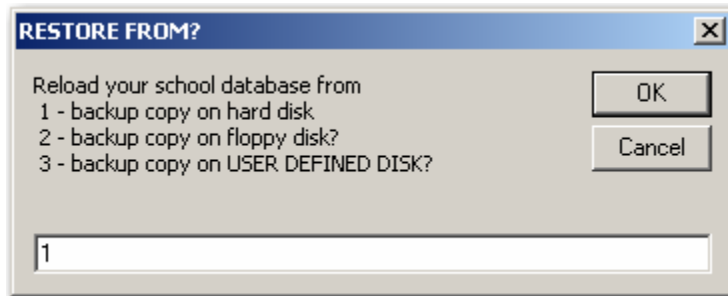 RESTORE FROM?
Reload your school database from
1 - backup copy on hard disk
2 - backup copy on floppy disk?
3 - backup copy on USER DEFINED DISK?
OK
Cancel
1